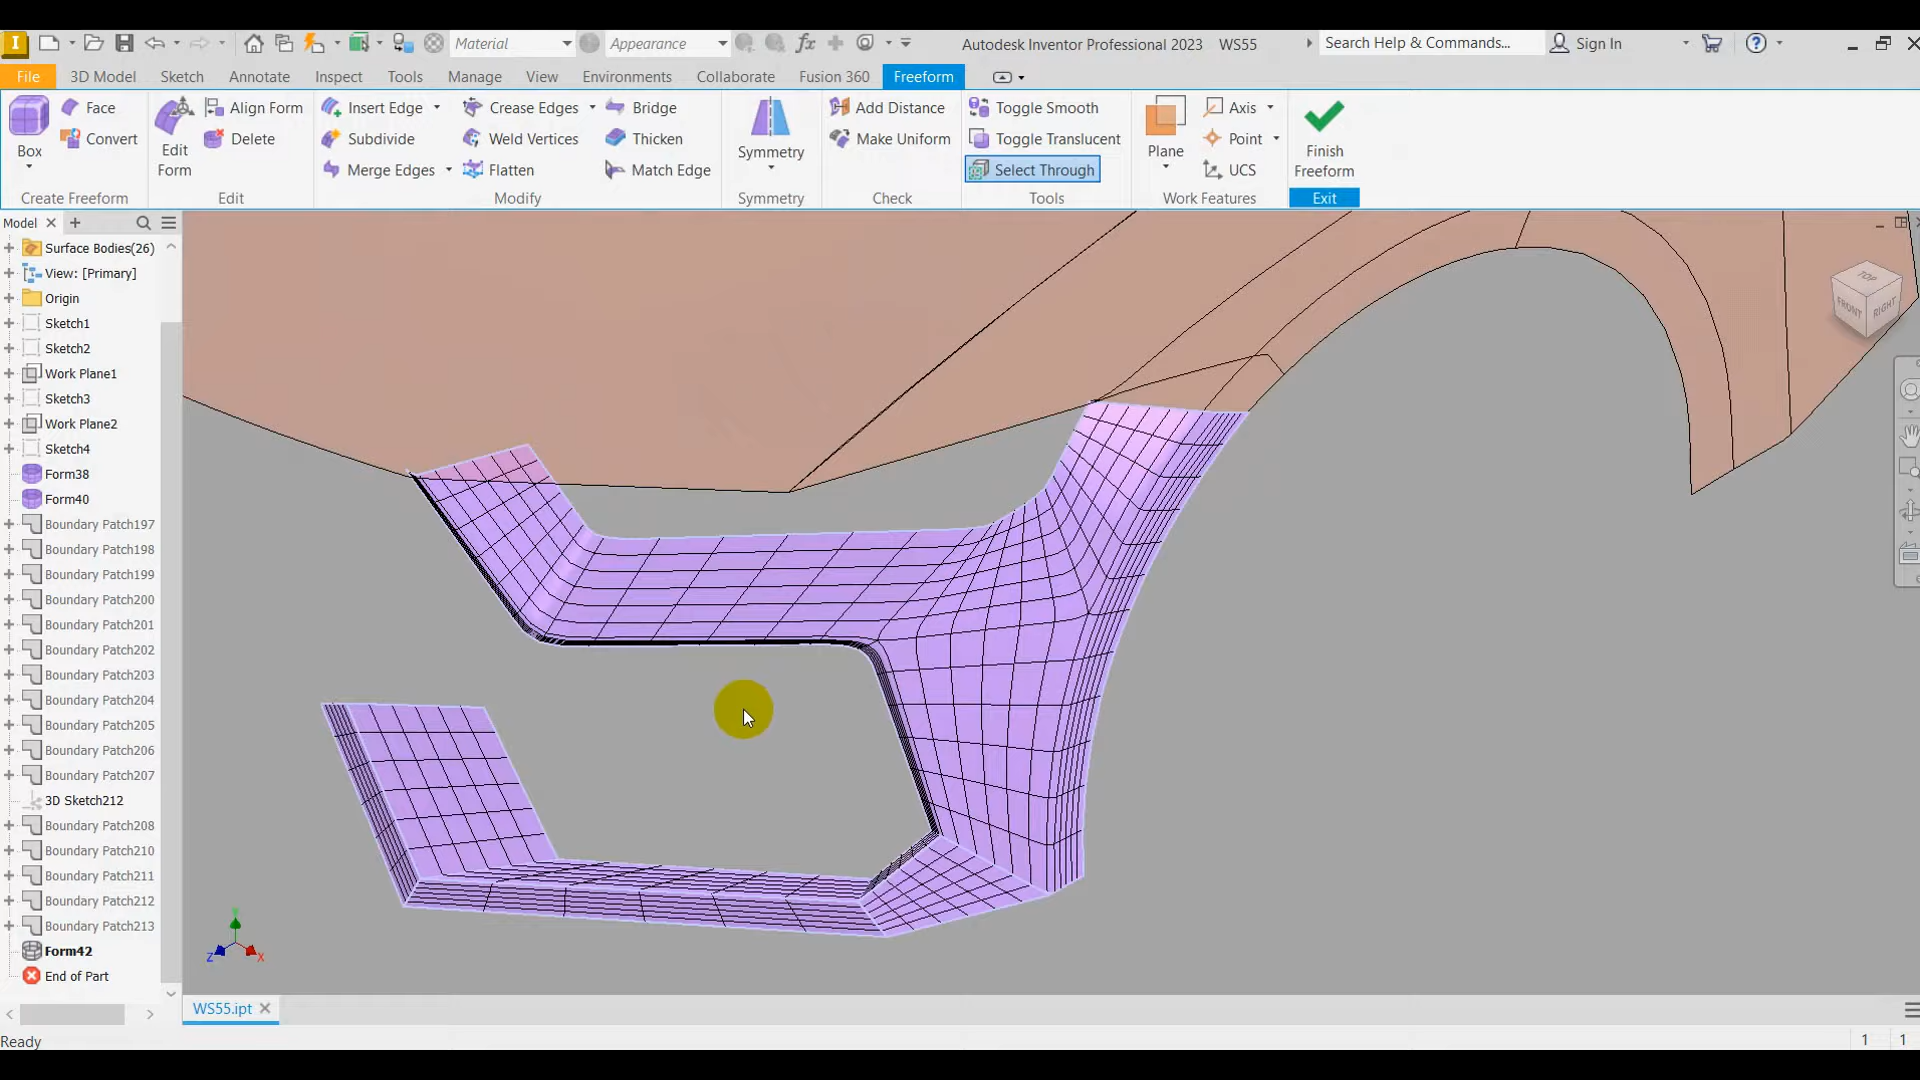 I
Material
Appearance
fx
Autodesk Inventor Professional 2023 WS55
Search Help & Commands...
Sign In
File
3D Model
Sketch
Annotate
Inspect
Tools
Manage
View
Environments
Collaborate
Fusion 360
Freeform
Box
Face
Convert
Create Freeform
Edit
Form
Align Form
Delete
Edit
Insert Edge
Subdivide
Merge Edges
Crease Edges
Weld Vertices
Flatten
Bridge
Thicken
Match Edge
Modify
Symmetry
Symmetry
Add Distance
Make Uniform
Check
Toggle Smooth
Toggle Translucent
Select Through
Tools
Plane
Axis
Point
UCS
Work Features
Finish
Freeform
Exit
Model
Surface Bodies(26)
View: [Primary]
Origin
Sketch1
Sketch2
Work Plane1
Sketch3
Work Plane2
Sketch4
Form38
Form40
Boundary Patch197
Boundary Patch198
Boundary Patch199
Boundary Patch200
Boundary Patch201
Boundary Patch202
Boundary Patch203
Boundary Patch204
Boundary Patch205
Boundary Patch206
Boundary Patch207
3D Sketch212
Boundary Patch208
Boundary Patch210
Boundary Patch211
Boundary Patch212
Boundary Patch213
Form42
End of Part
TOP
FRONT
RIGHT
Z
X
WS55.ipt
Ready
1 1